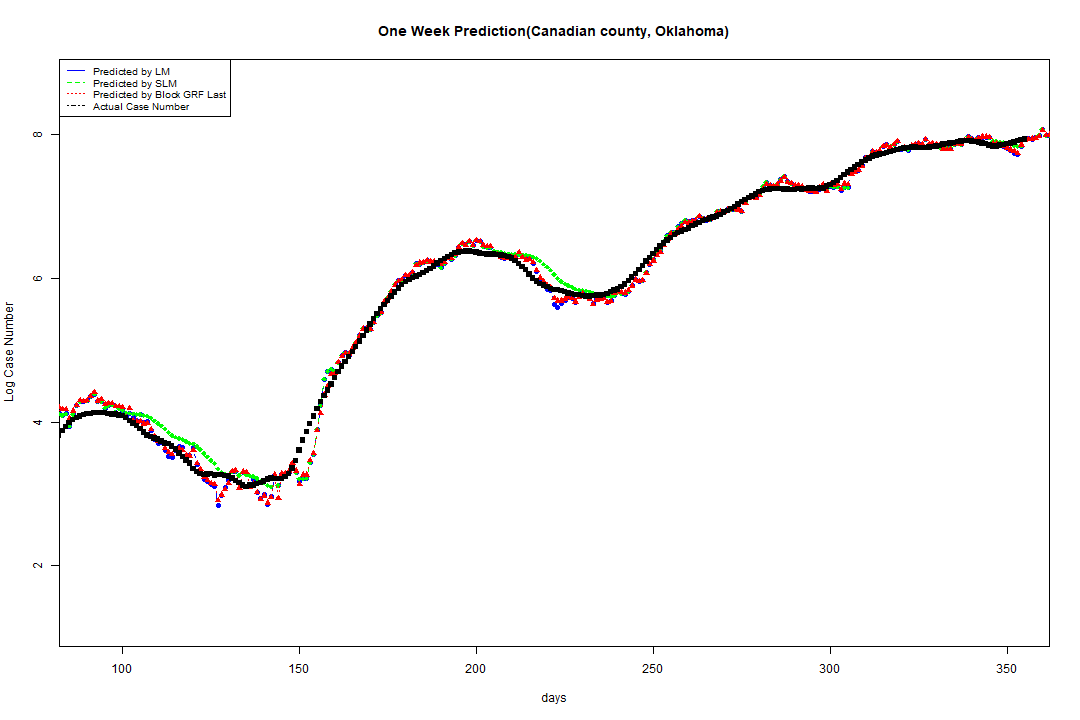 One Week Prediction(Canadian county, Oklahoma)
Predicted by LM
Predicted by SLM
Predicted by Block GRF Last
Actual Case Number
8
6
4
2
Log Case Number
100 150 200 250 300 350
days